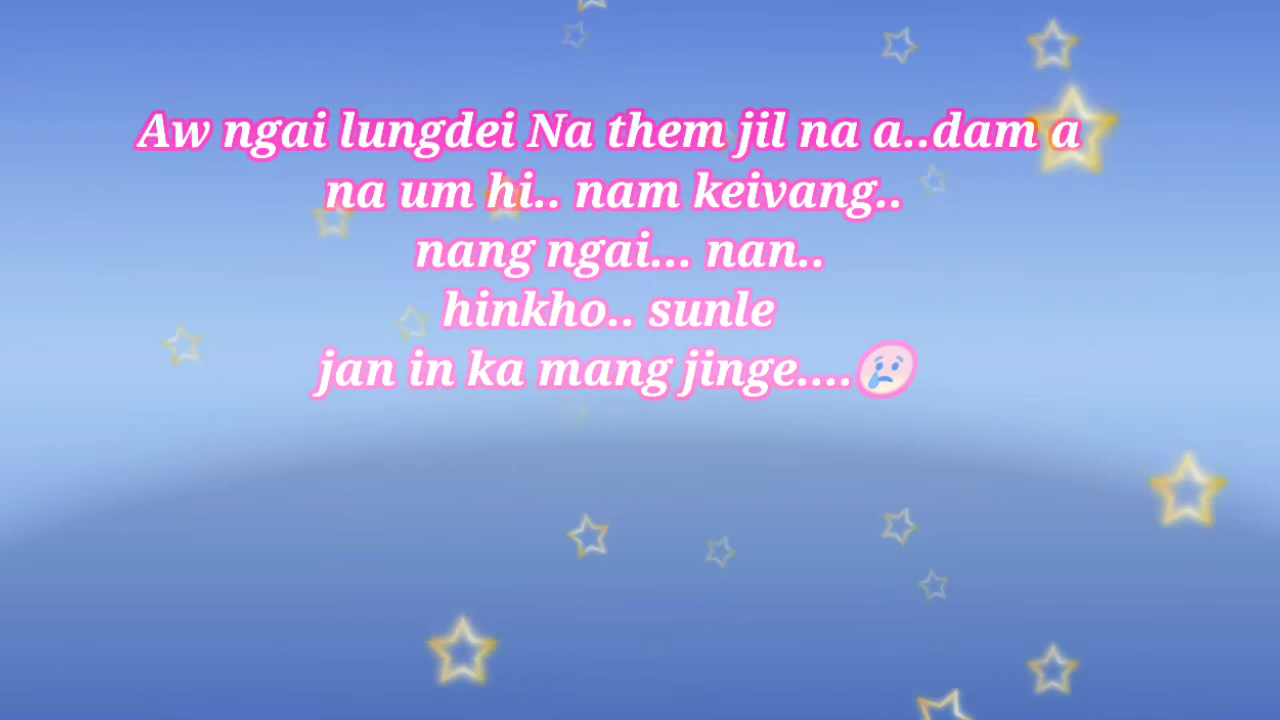 Aw ngai lungdei Na them jil na a..dam a
na um hi.. nam keivang..
nang ngai... nan..
hinkho.. sunle
jan in ka mang jinge....😢